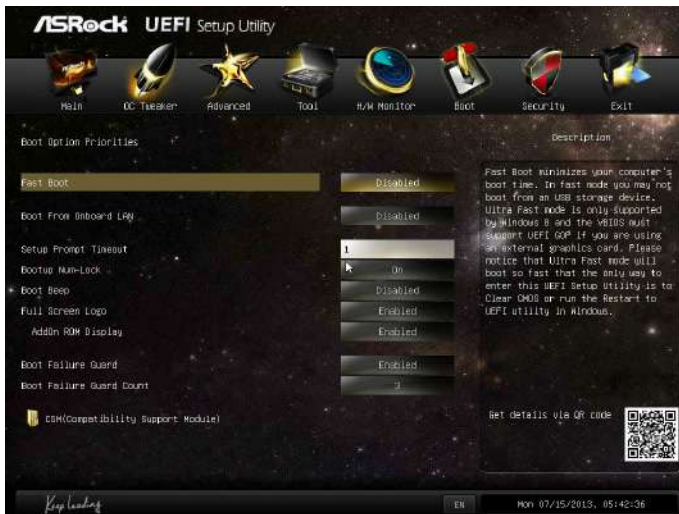 ASRock UEFI Setup Utility
Main OC Tweaker Advanced Tool H/W Monitor Boot Security Exit
Boot Option Priorities
Fast Boot Disabled
Boot From Onboard LAN Disabled
Setup Prompt Timeout 1
Bootup Num-Lock On
Boot Beep Disabled
Full Screen Logo Enabled
AddOn ROM Display Enabled
Boot Failure Guard Enabled
Boot Failure Guard Count 3
CSM(Compatibility Support Module)
Description
Fast Boot minimizes your computer's
boot time. In fast mode you may not
boot from an USB storage device.
Ultra Fast mode is only supported
by Windows 8 and the VBIOS must
support UEFI GOP if you are using
an external graphics card. Please
notice that Ultra Fast mode will
boot so fast that the only way to
enter this UEFI Setup Utility is to
Clear CMOS or run the Restart to
UEFI utility in Windows.
Get details via QR code
Keep Leading
EN
Mon 07/15/2013, 05:42:36